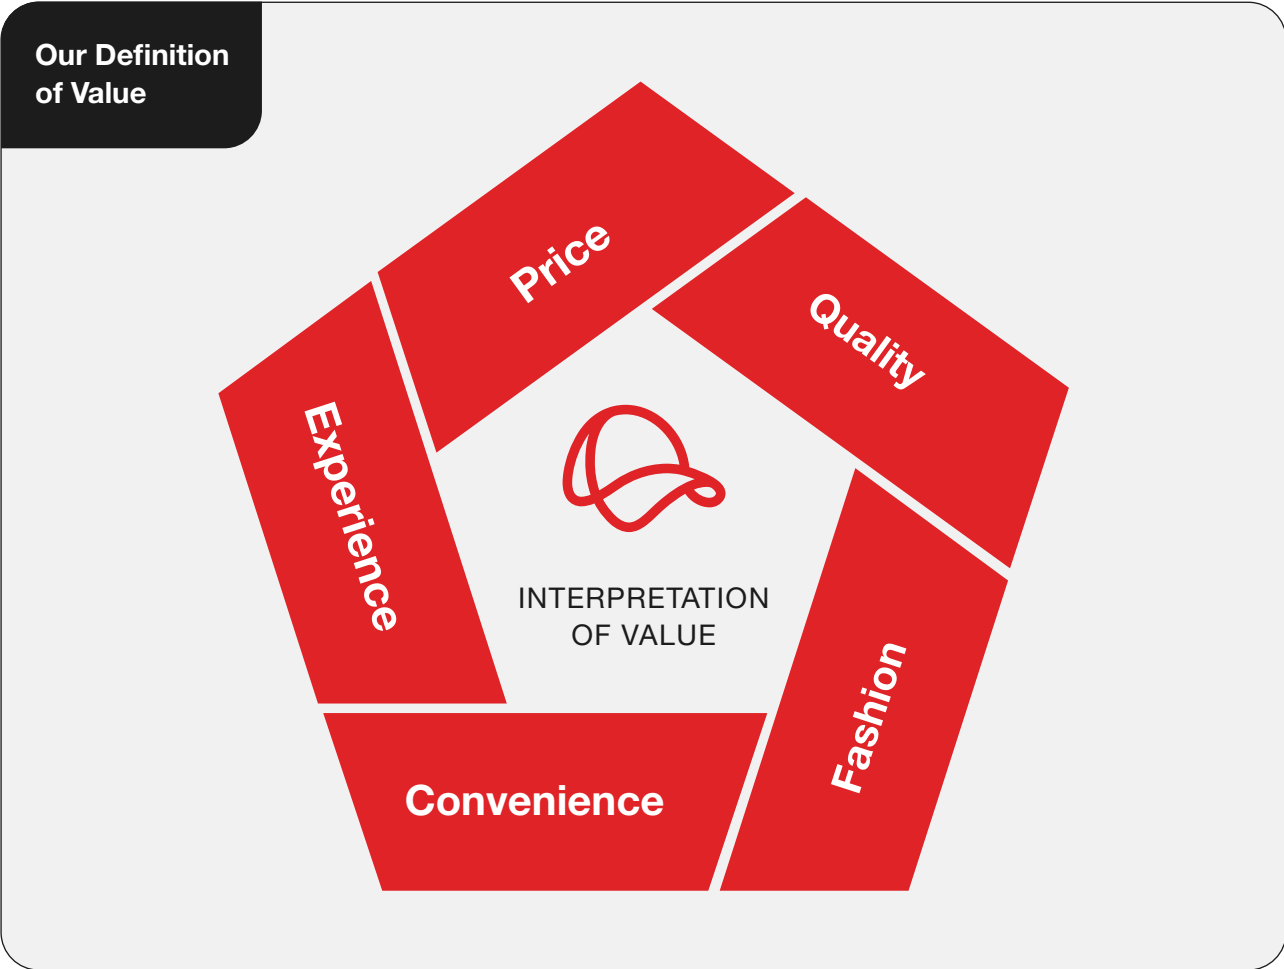 Our Definition
of Value
Price
Quality
Experience
INTERPRETATION
OF VALUE
Fashion
Convenience